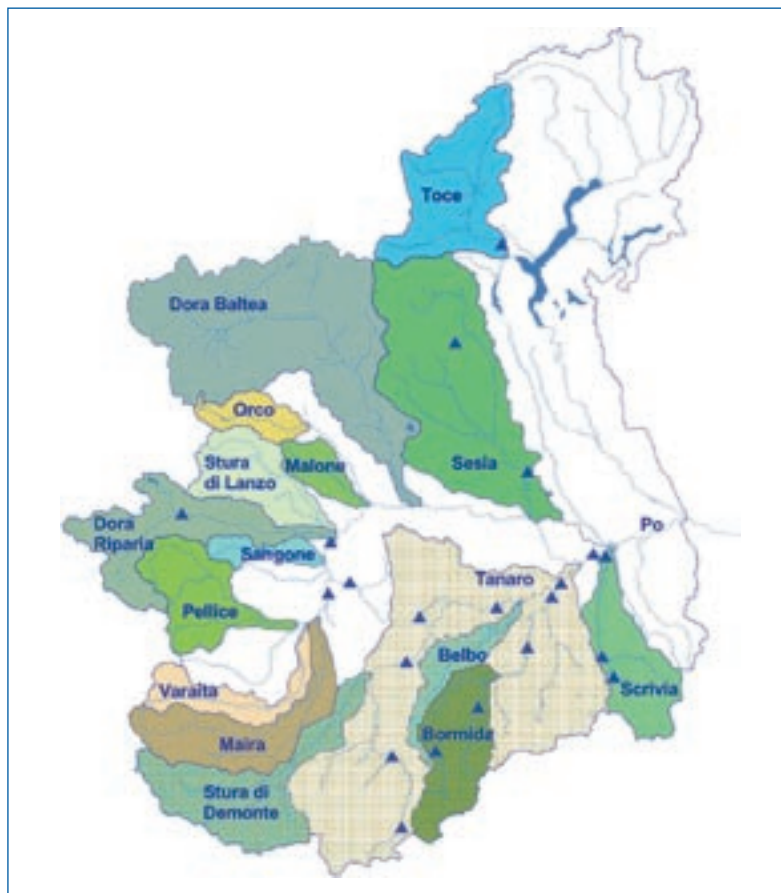 Toce
Dora Baltea
Orco
Stura
di Lanzo
Malone
Sesia
Dora
Riparia
Sangone
Po
Pellice
Tanaro
Belbo
Varaita
Scrivia
Maira
Bormida
Stura di
Demonte